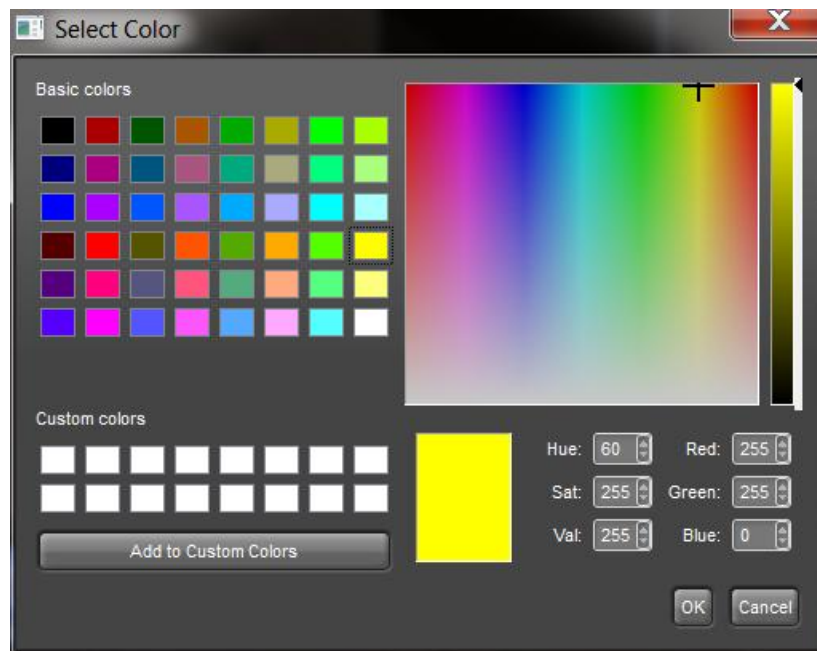 Select Color
Basic colors
Custom colors
Add to Custom Colors
Hue: 60 Red: 255
Sat: 255 Green: 255
Val: 255 Blue: 0
OK Cancel